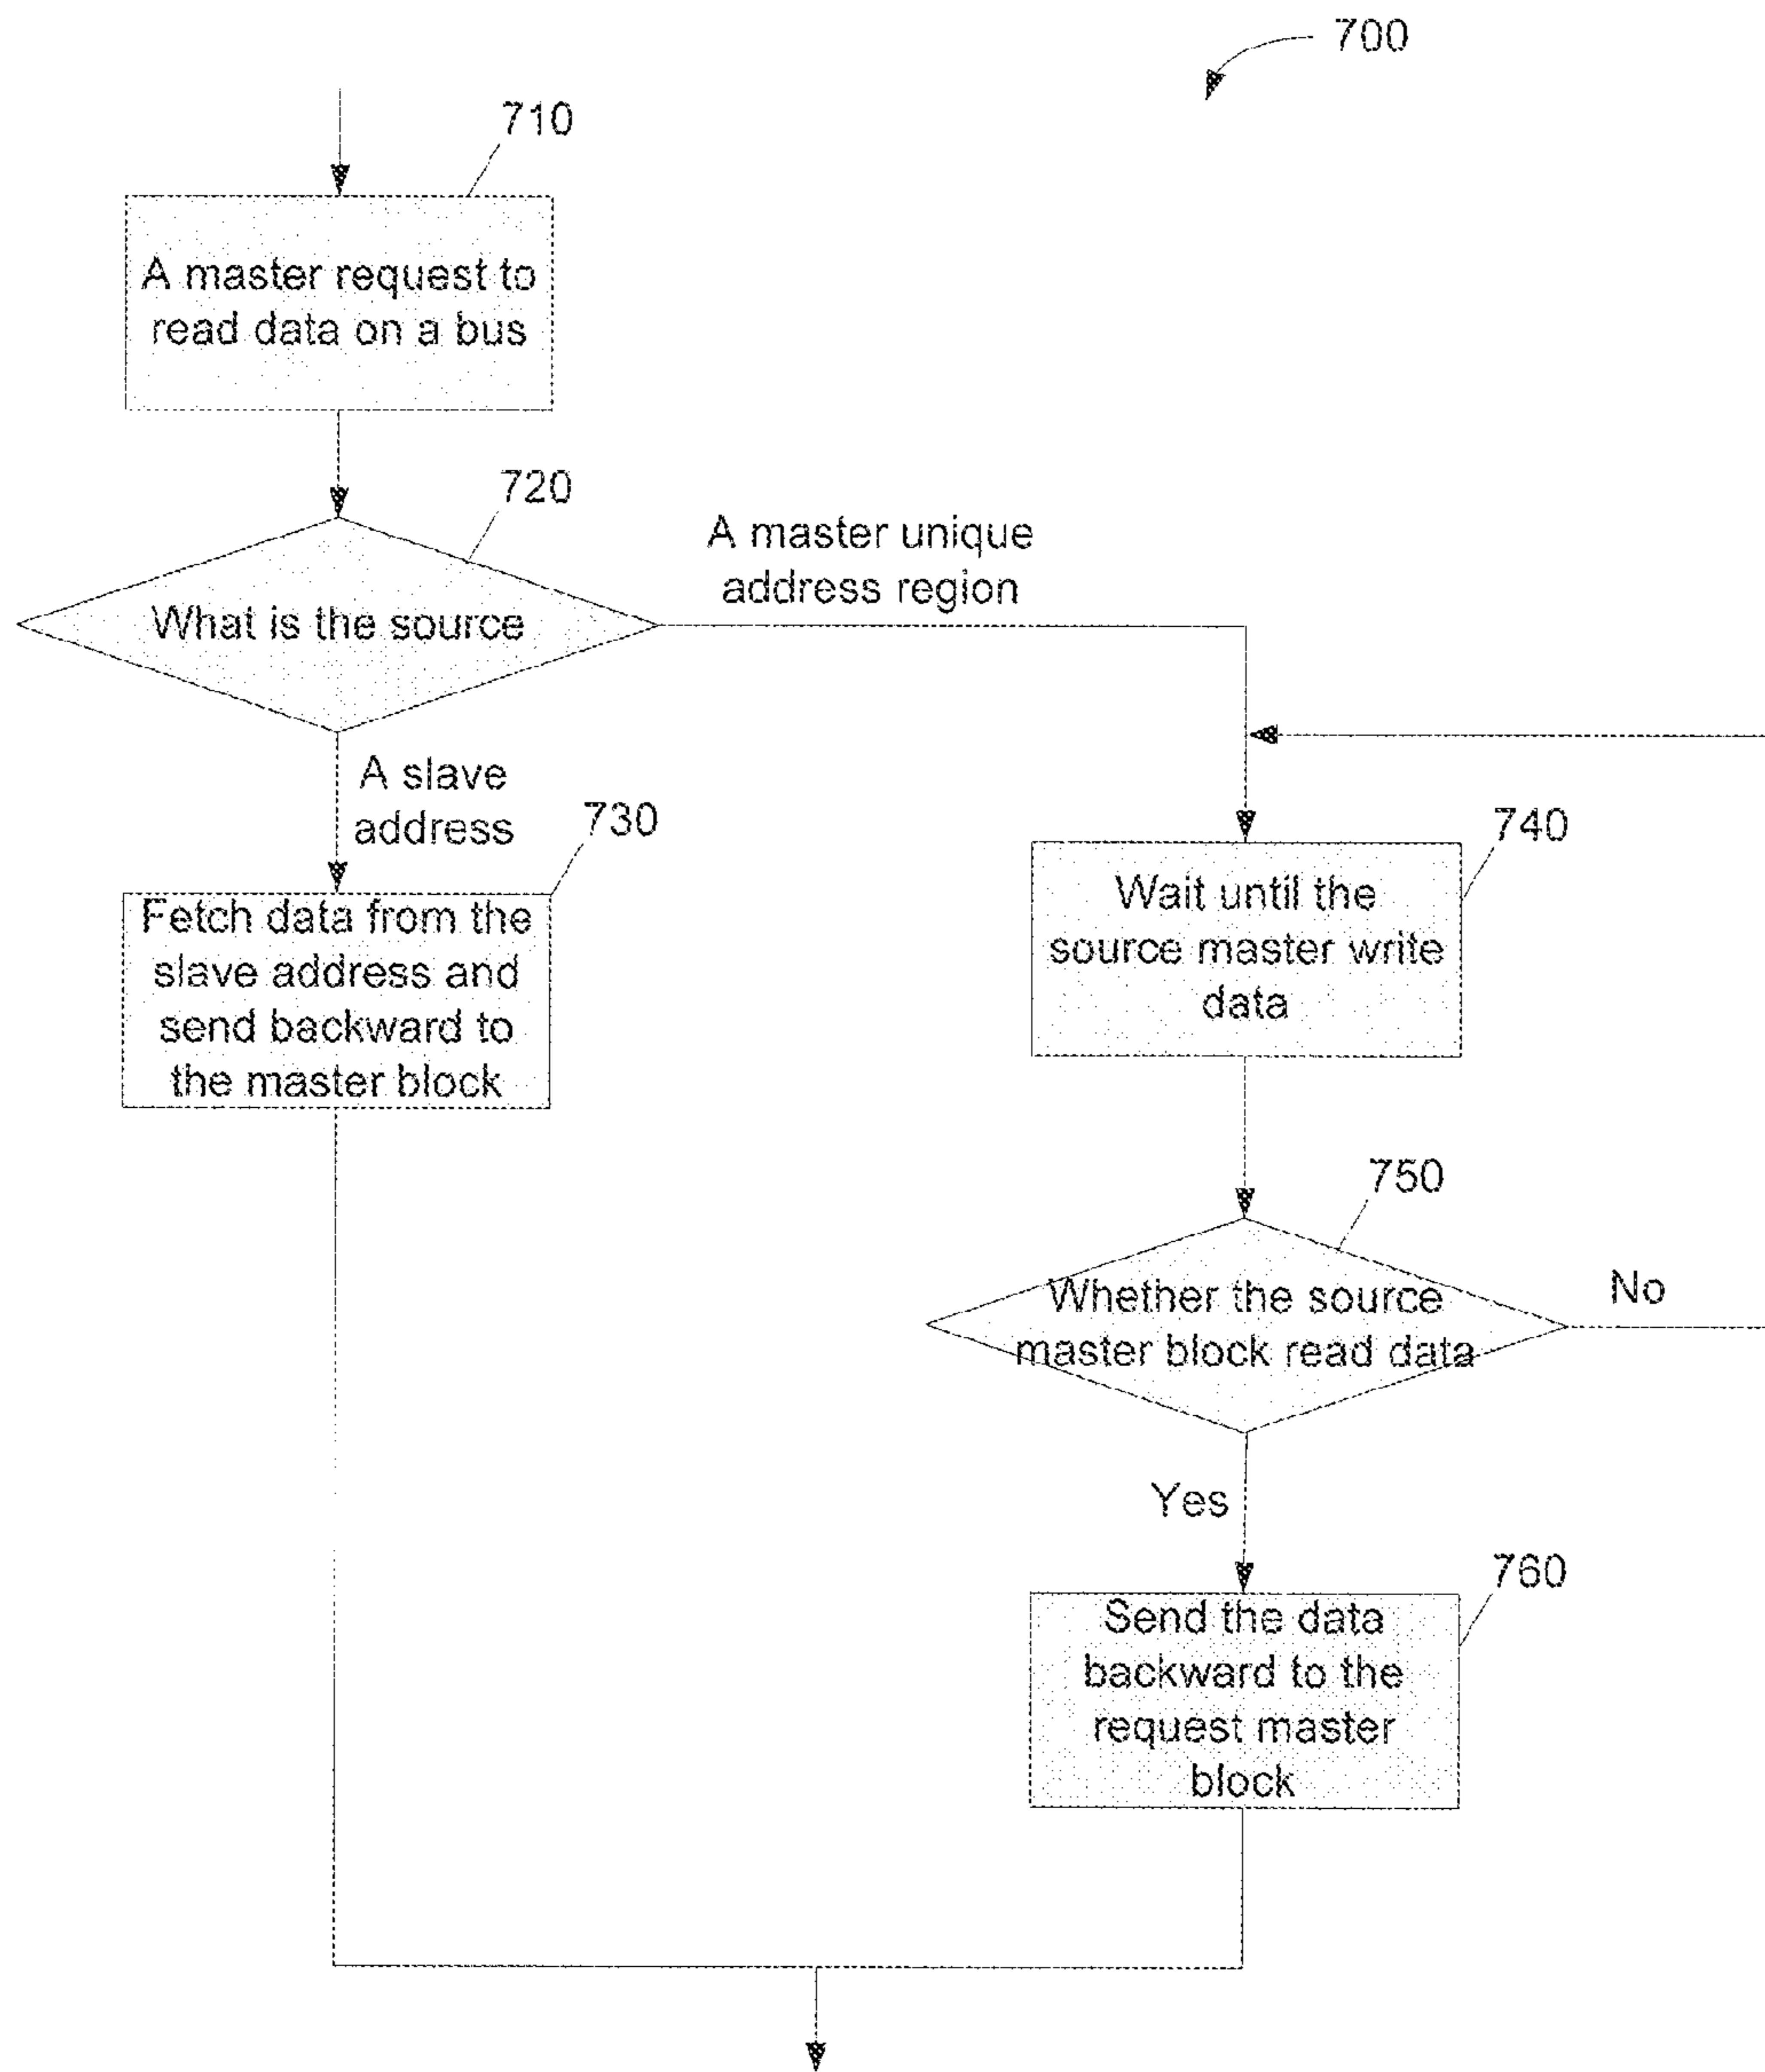 700
710
A master request to
read data on a bus
720
What is the source
A master unique
address region
A slave
address
730
Fetch data from the
slave address and
send backward to
the master block
740
Wait until the
source master write
data
750
Whether the source
master block read data
No
Yes
760
Send the data
backward to the
request master
block